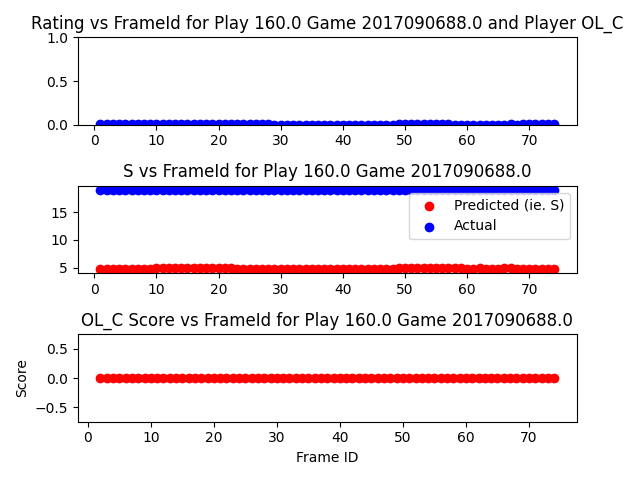 Rating vs FrameId for Play 160.0 Game 2017090688.0 and Player OL_C
1.0
0.5
0.0
0 10 20 30 40 50 60 70
S vs FrameId for Play 160.0 Game 2017090688.0
15
10
5
Predicted (ie. S)
Actual
0 10 20 30 40 50 60 70
OL_C Score vs FrameId for Play 160.0 Game 2017090688.0
Score
0.5
0.0
−0.5
0 10 20 30 40 50 60 70
Frame ID